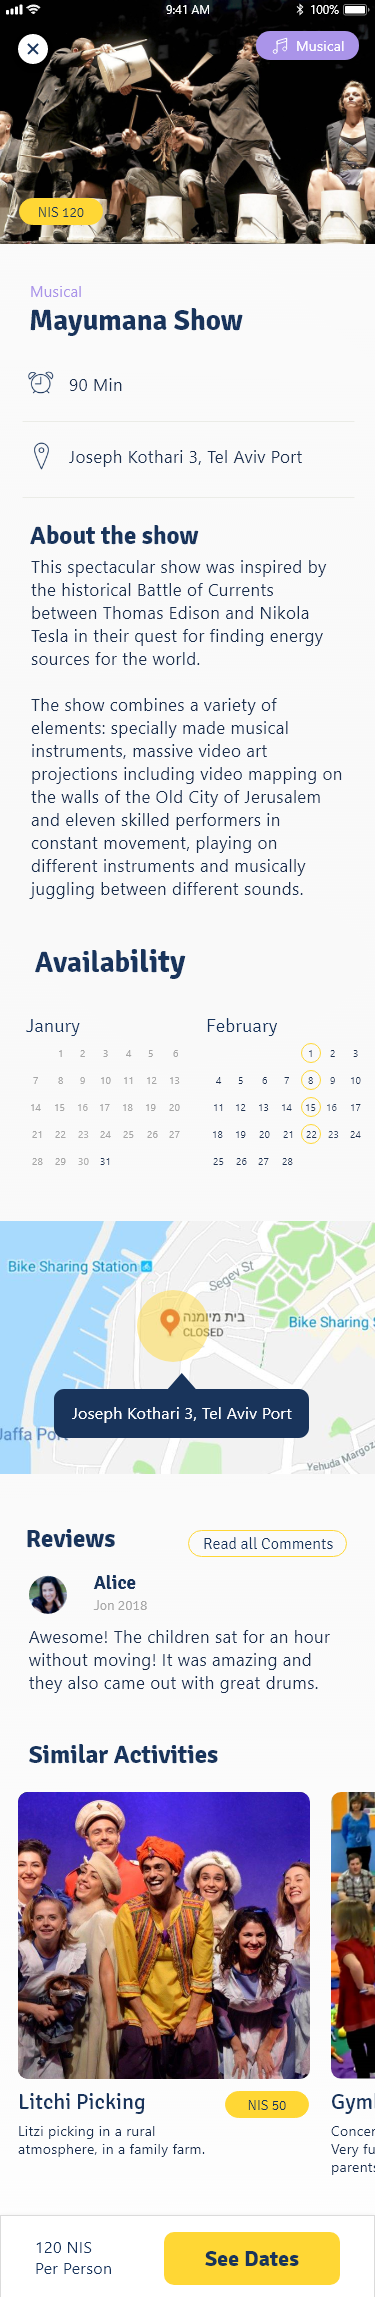 9:41 AM 100%
Musical
NIS 120
Musical
Mayumana Show
90 Min
Joseph Kothari 3, Tel Aviv Port
About the show
This spectacular show was inspired by
the historical Battle of Currents
between Thomas Edison and Nikola
Tesla in their quest for finding energy
sources for the world.
The show combines a variety of
elements: specially made musical
instruments, massive video art
projections including video mapping on
the walls of the Old City of Jerusalem
and eleven skilled performers in
constant movement, playing on
different instruments and musically
juggling between different sounds.
Availability
Janury
1 2 3 4 5 6
7 8 9 10 11 12 13
14 15 16 17 18 19 20
21 22 23 24 25 26 27
28 29 30 31
February
1 2 3
4 5 6 7 8 9 10
11 12 13 14 15 16 17
18 19 20 21 22 23 24
25 26 27 28
Bike Sharing Station
Segev St
בית מיומנה
CLOSED
Bike Sharing S
Joseph Kothari 3, Tel Aviv Port
Jaffa Por
Yehuda Margoz
Reviews
Read all Comments
Alice
Jon 2018
Awesome! The children sat for an hour
without moving! It was amazing and
they also came out with great drums.
Similar Activities
Litchi Picking
NIS 50
Litzi picking in a rural
atmosphere, in a family farm.
Gym
Concer
Very fu
parents
120 NIS
Per Person
See Dates